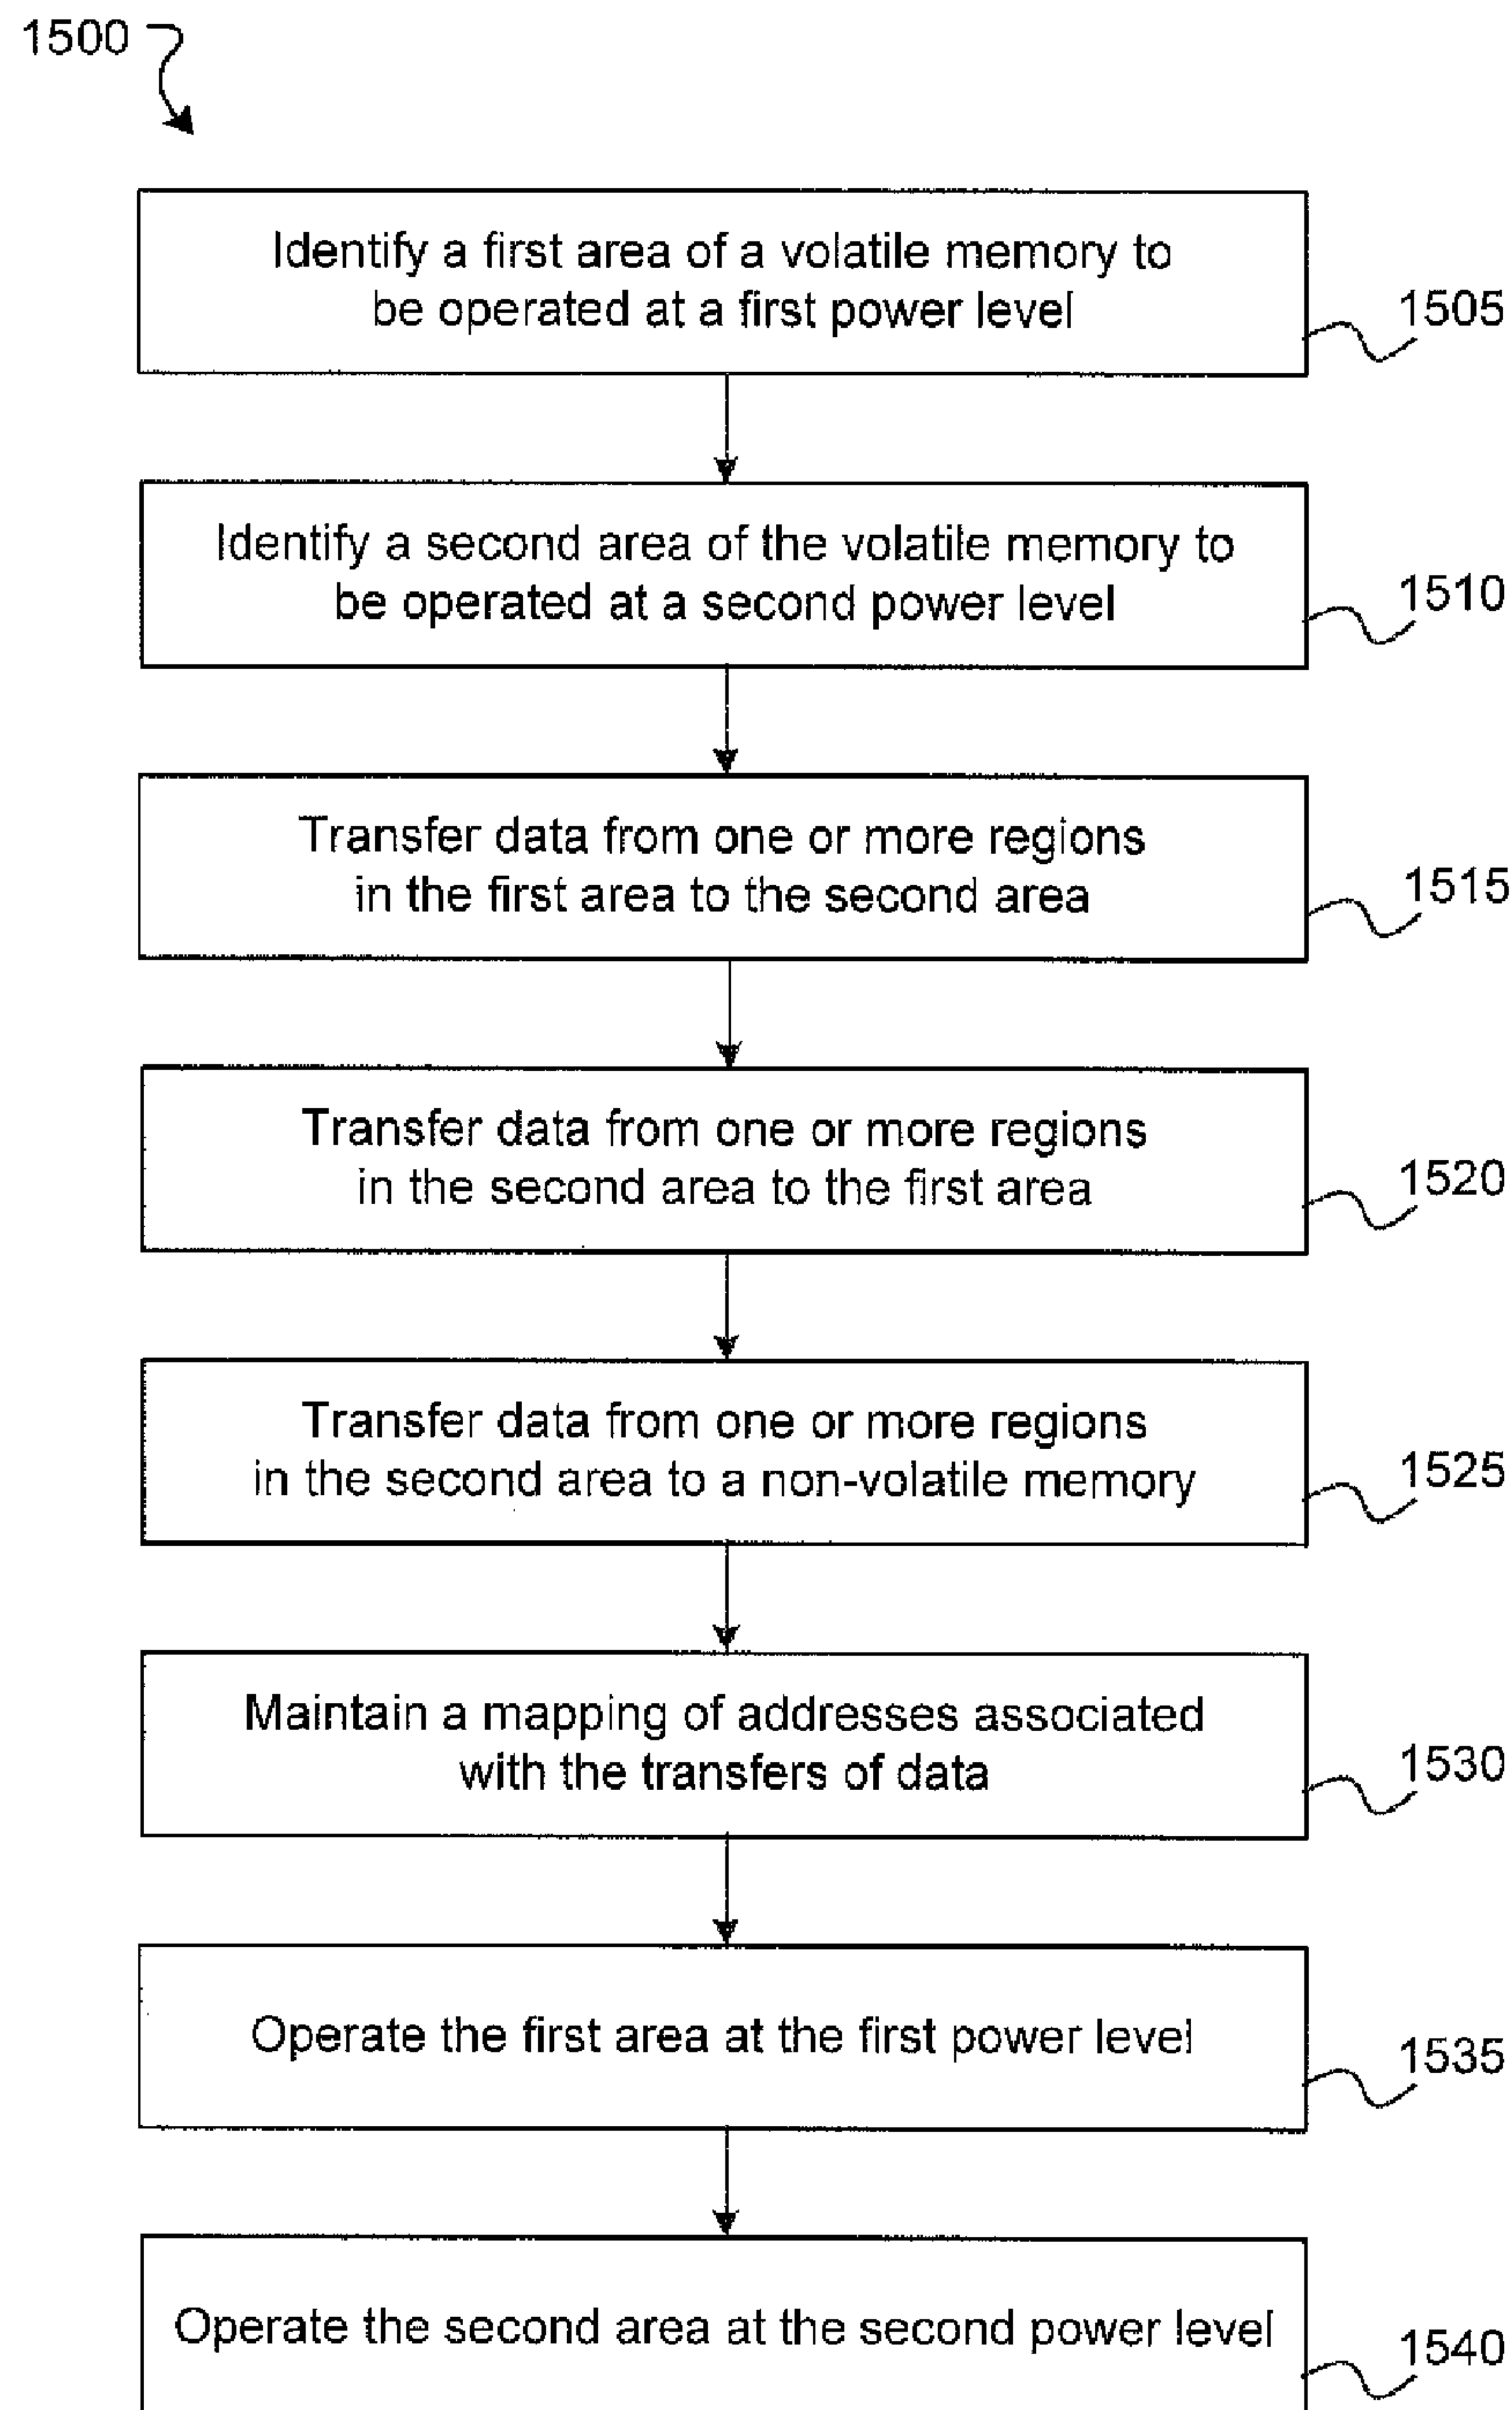 1500
Identify a first area of a volatile memory to
be operated at a first power level
1505
Identify a second area of the volatile memory to
be operated at a second power level
1510
Transfer data from one or more regions
in the first area to the second area
1515
Transfer data from one or more regions
in the second area to the first area
1520
Transfer data from one or more regions
in the second area to a non-volatile memory
1525
Maintain a mapping of addresses associated
with the transfers of data
1530
Operate the first area at the first power level
1535
Operate the second area at the second power level
1540